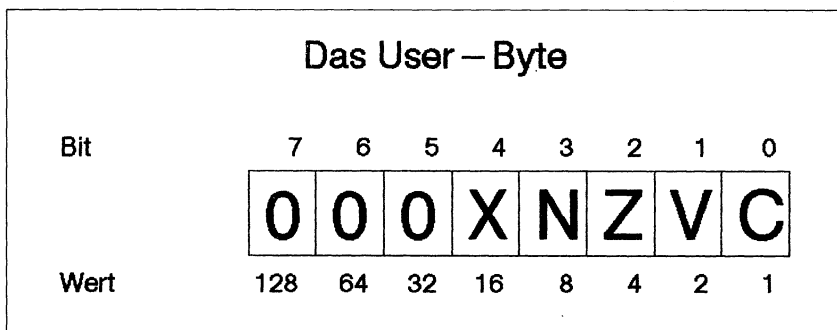 Das User – Byte
Bit 7 6 5 4 3 2 1 0
0 0 0 X N Z V C
Wert 128 64 32 16 8 4 2 1